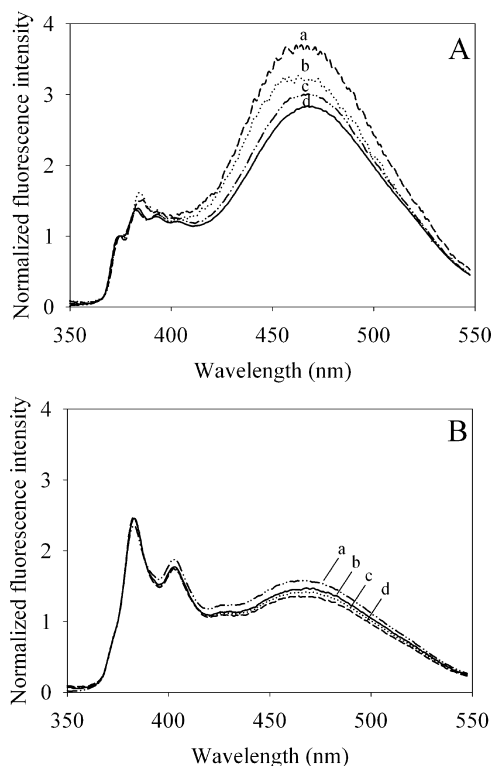 Normalized fluorescence intensity
4
3
2
1
0
A
a
b
c
d
350 400 450 500 550
Wavelength (nm)
Normalized fluorescence intensity
4
3
2
1
0
B
a
b
c
d
350 400 450 500 550
Wavelength (nm)